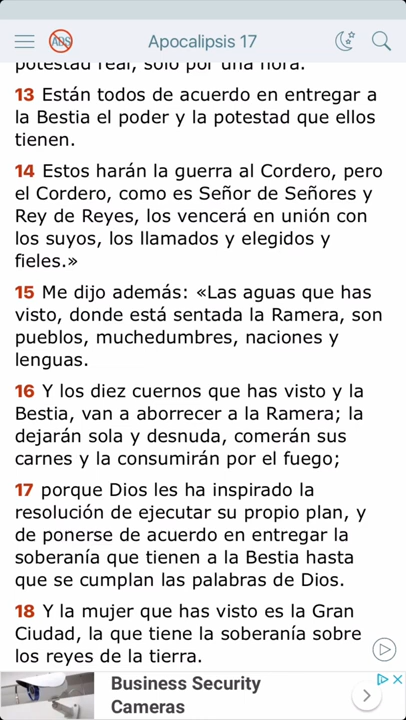 ADS
Apocalipsis 17
potestad real, sólo por una hora.
13 Están todos de acuerdo en entregar a
la Bestia el poder y la potestad que ellos
tienen.
14 Estos harán la guerra al Cordero, pero
el Cordero, como es Señor de Señores y
Rey de Reyes, los vencerá en unión con
los suyos, los llamados y elegidos y
fieles.»
15 Me dijo además: «Las aguas que has
visto, donde está sentada la Ramera, son
pueblos, muchedumbres, naciones y
lenguas.
16 Y los diez cuernos que has visto y la
Bestia, van a aborrecer a la Ramera; la
dejarán sola y desnuda, comerán sus
carnes y la consumirán por el fuego;
17 porque Dios les ha inspirado la
resolución de ejecutar su propio plan, y
de ponerse de acuerdo en entregar la
soberanía que tienen a la Bestia hasta
que se cumplan las palabras de Dios.
18 Y la mujer que has visto es la Gran
Ciudad, la que tiene la soberanía sobre
los reyes de la tierra.
Business Security
Cameras